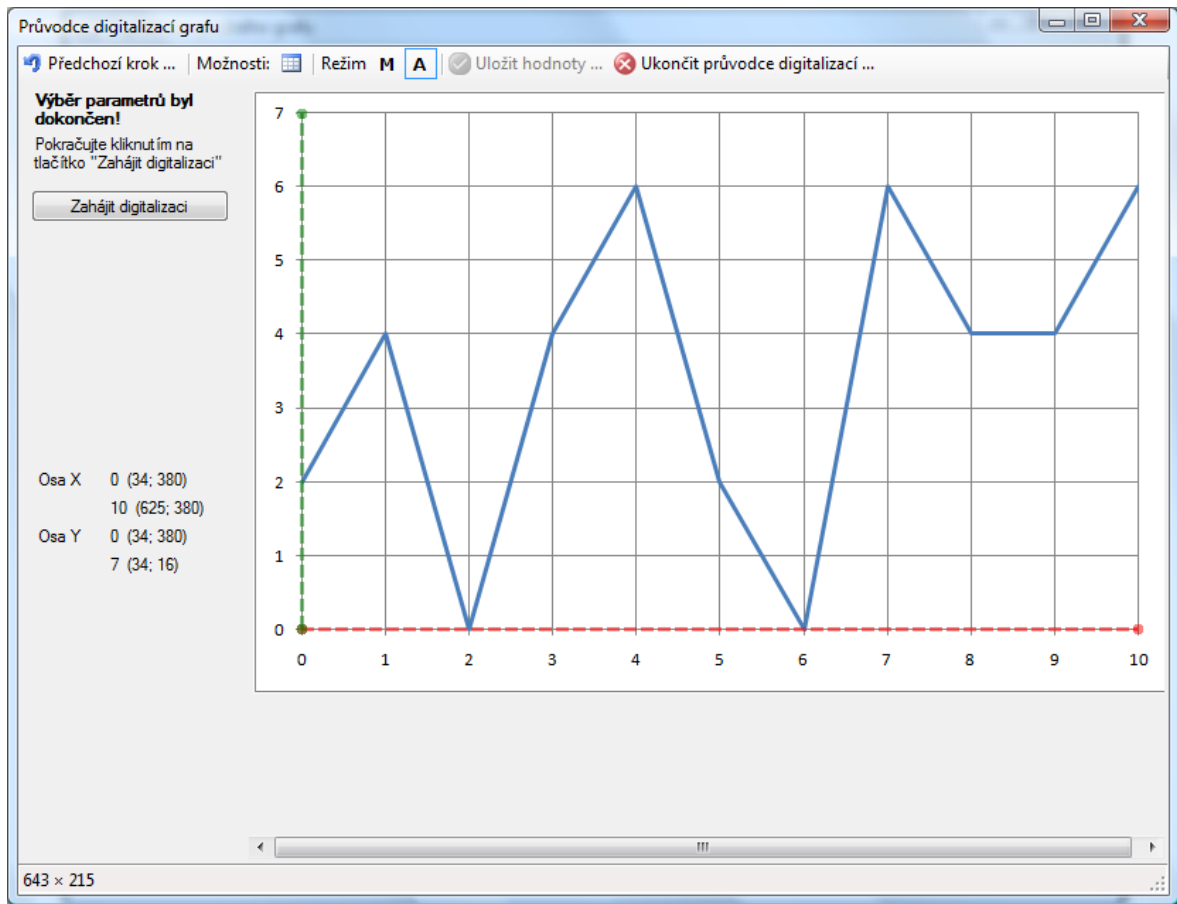 Průvodce digitalizací grafu
Předchozí krok ... Možnosti: Režim M A Uložit hodnoty ... Ukončit průvodce digitalizací ...
Výběr parametrů byl
dokončen!
Pokračujte kliknutím na
tlačítko "Zahájit digitalizaci"
Zahájit digitalizaci
Osa X 0 (34; 380)
10 (625; 380)
Osa Y 0 (34; 380)
7 (34; 16)
7
6
5
4
3
2
1
0
0 1 2 3 4 5 6 7 8 9 10
643 × 215